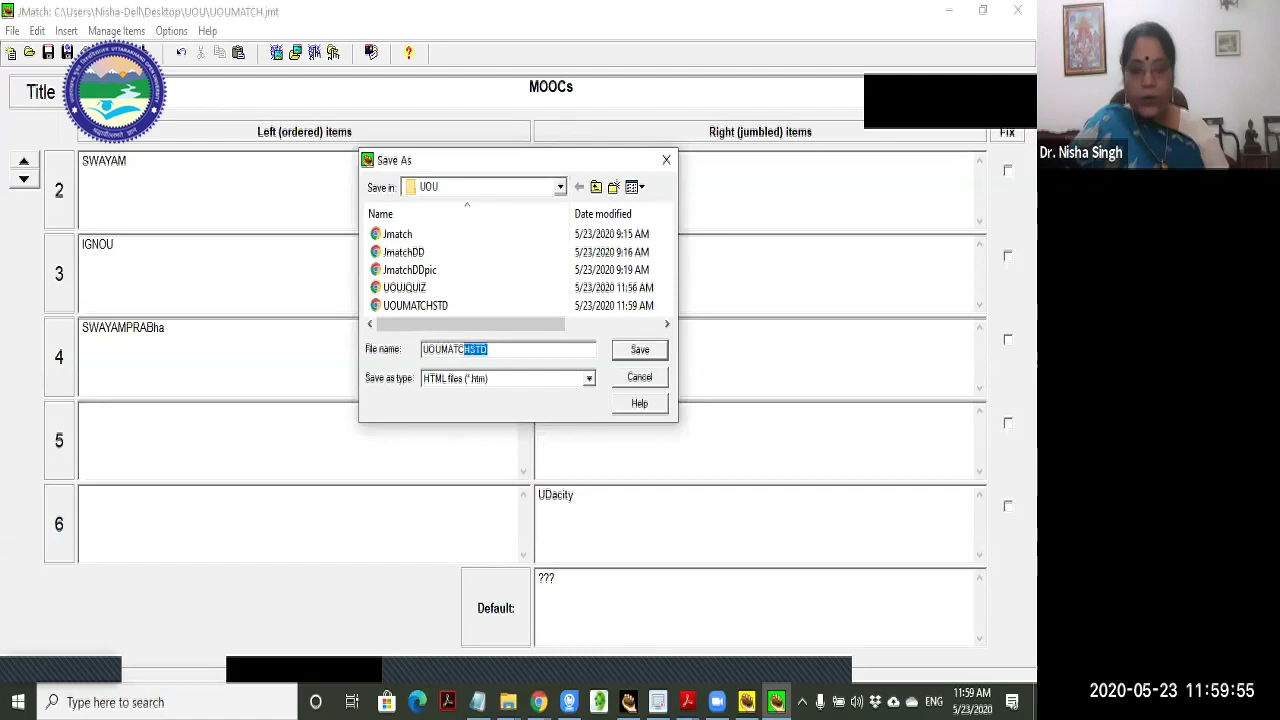 JMatch: C:\Users\Nisha-Dell\Desktop\UOU\UOUMATCH.jmt
File Edit Insert Manage Items Options Help
Title
MOOCs
Left (ordered) items
Right (jumbled) items
Fix
2
SWAYAM
3
IGNOU
4
SWAYAMPRABha
5
6
UDacity
Default:
???
Save As
Save in:
UOU
Name
Date modified
Jmatch
5/23/2020 9:15 AM
JmatchDD
5/23/2020 9:16 AM
JmatchDDpic
5/23/2020 9:19 AM
UOUJQUIZ
5/23/2020 11:56 AM
UOUMATCHSTD
5/23/2020 11:59 AM
File name:
UOUMATCHSTD
Save
Save as type:
HTML files (*.htm)
Cancel
Help
Dr. Nisha Singh
Type here to search
ENG
11:59 AM
5/23/2020
2020-05-23 11:59:55